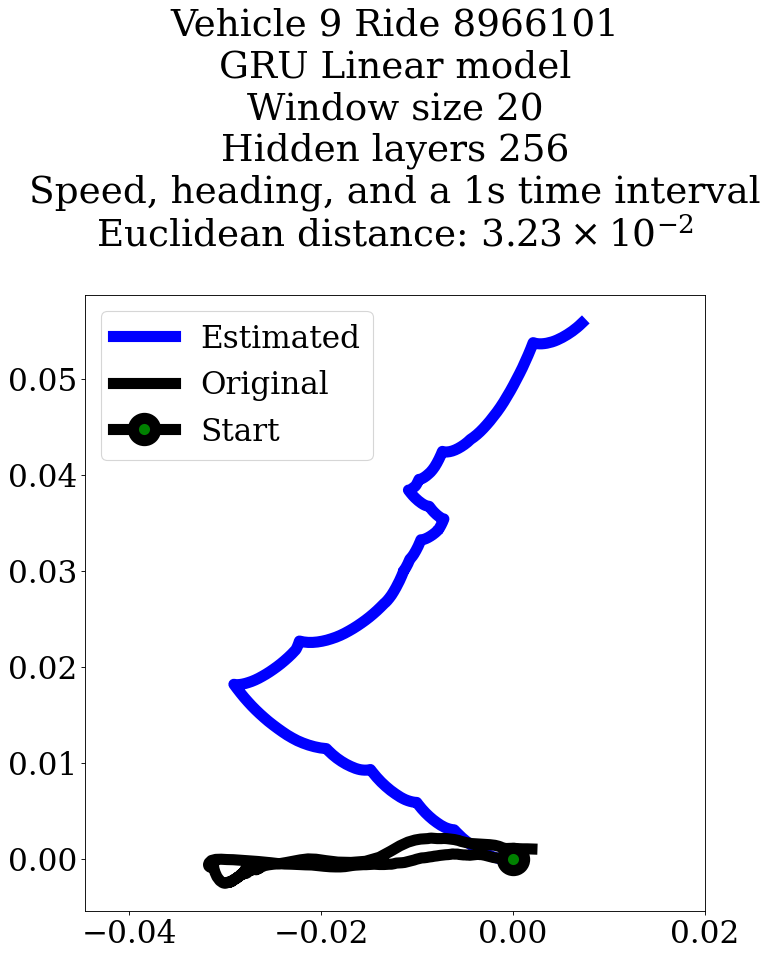 Vehicle 9 Ride 8966101
GRU Linear model
Window size 20
Hidden layers 256
Speed, heading, and a 1s time interval
Euclidean distance: 3.23 × 10⁻²
Estimated
Original
Start
0.05
0.04
0.03
0.02
0.01
0.00
−0.04 −0.02 0.00 0.02